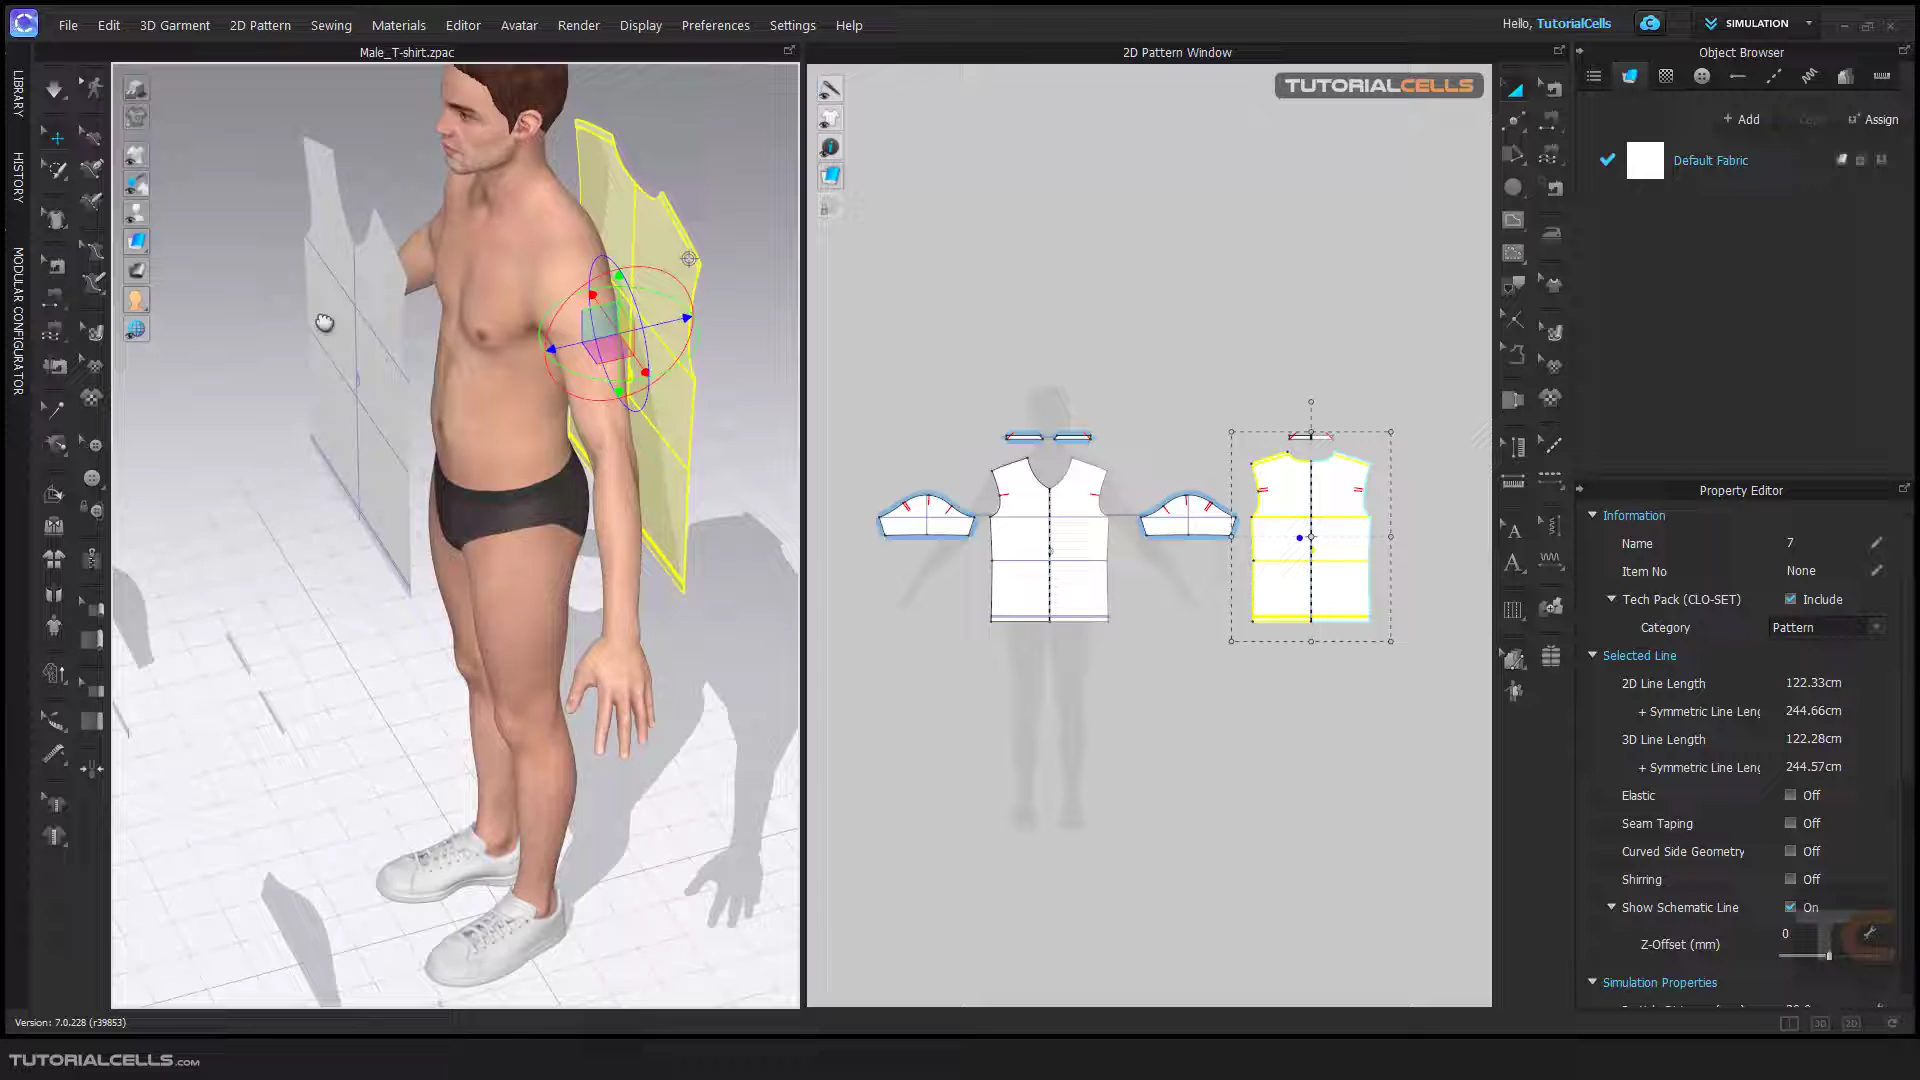 File Edit 3D Garment 2D Pattern Sewing Materials Editor Avatar Render Display Preferences Settings Help
Hello, TutorialCells
SIMULATION
Male_T-shirt.zpac
2D Pattern Window
Object Browser
LIBRARY
HISTORY
MODULAR CONFIGURATOR
TUTORIALCELLS
+ Add
Assign
Default Fabric
Property Editor
Information
Name 7
Item No None
Tech Pack (CLO-SET) Include
Category Pattern
Selected Line
2D Line Length 122.33cm
+ Symmetric Line Leng 244.66cm
3D Line Length 122.28cm
+ Symmetric Line Leng 244.57cm
Elastic Off
Seam Taping Off
Curved Side Geometry Off
Shirring Off
Show Schematic Line On
Z-Offset (mm) 0
Simulation Properties
Version: 7.0.228 (r39853)
3D 2D
TUTORIALCELLS.com